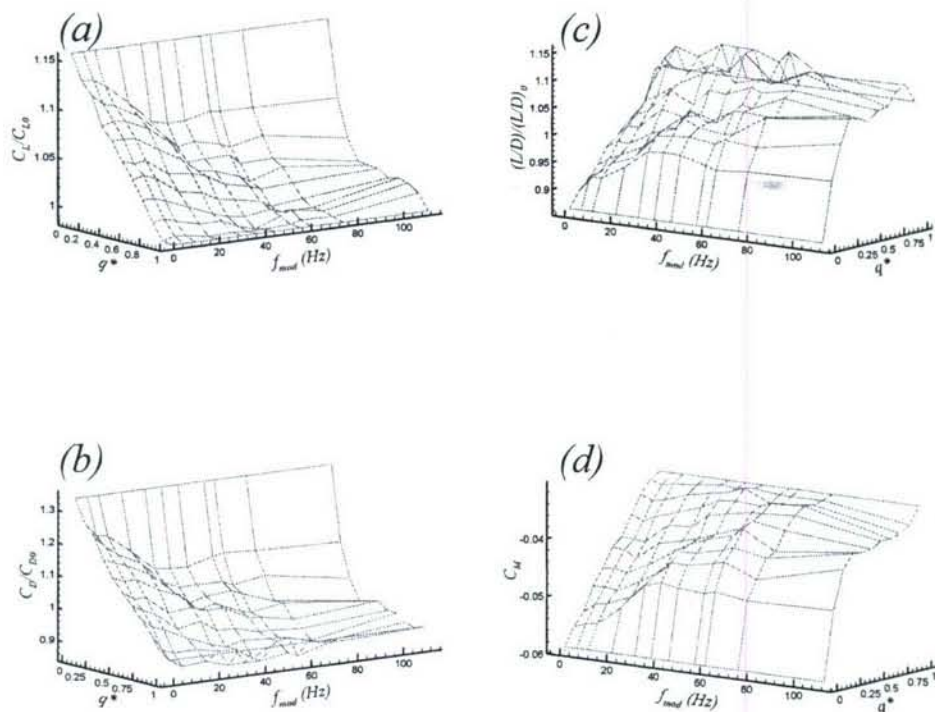 (a)
1.15
1.1
1.05
1
C_L/C_L0
0 0.2 0.4 0.6 0.8 1
q*
0 20 40 60 80 100
f_mod (Hz)
(c)
1.15
1.1
1.05
1
0.95
0.9
(L/D)/(L/D)_0
0 20 40 60 80 100
f_mod (Hz)
0 0.25 0.5 0.75 1
q*
(b)
1.3
1.2
1.1
1
0.9
C_D/C_D0
0 0.25 0.5 0.75 1
q*
0 20 40 60 80 100
f_mod (Hz)
(d)
-0.04
-0.05
-0.06
C_M
0 20 40 60 80 100
f_mod (Hz)
0 0.25 0.5 0.75 1
q*